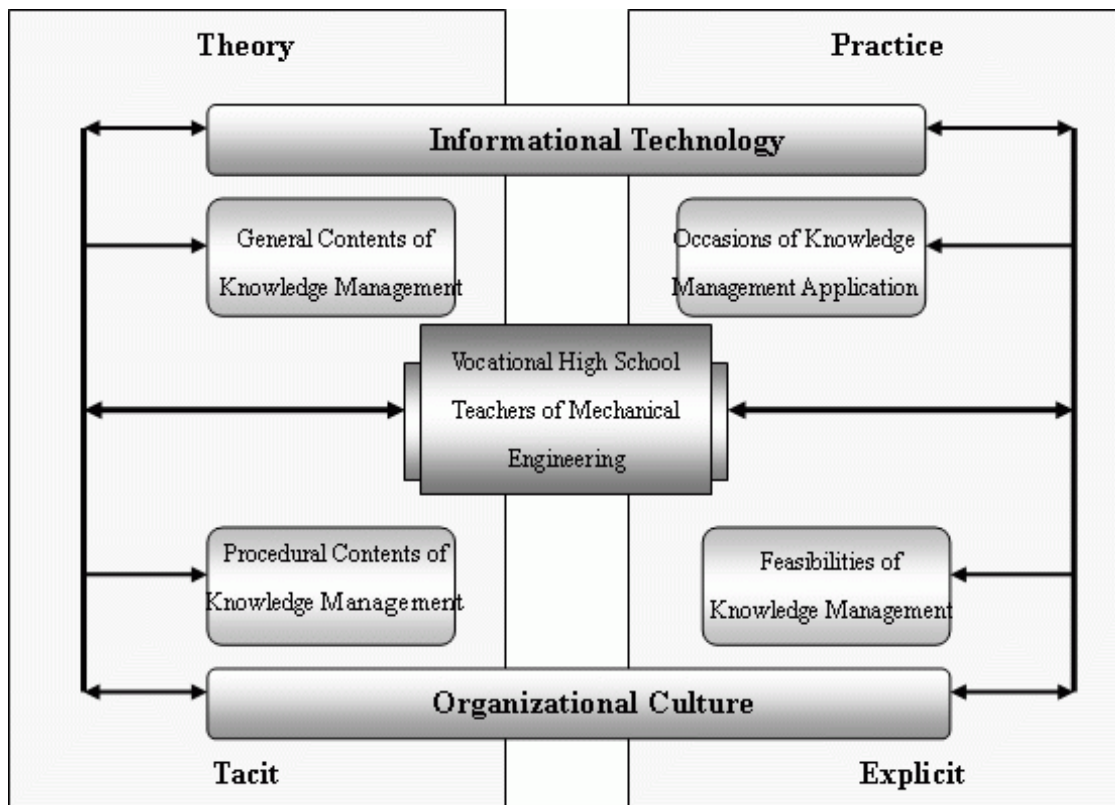 Theory
Practice
Informational Technology
General Contents of
Knowledge Management
Occasions of Knowledge
Management Application
Vocational High School
Teachers of Mechanical
Engineering
Procedural Contents of
Knowledge Management
Feasibilities of
Knowledge Management
Organizational Culture
Tacit
Explicit